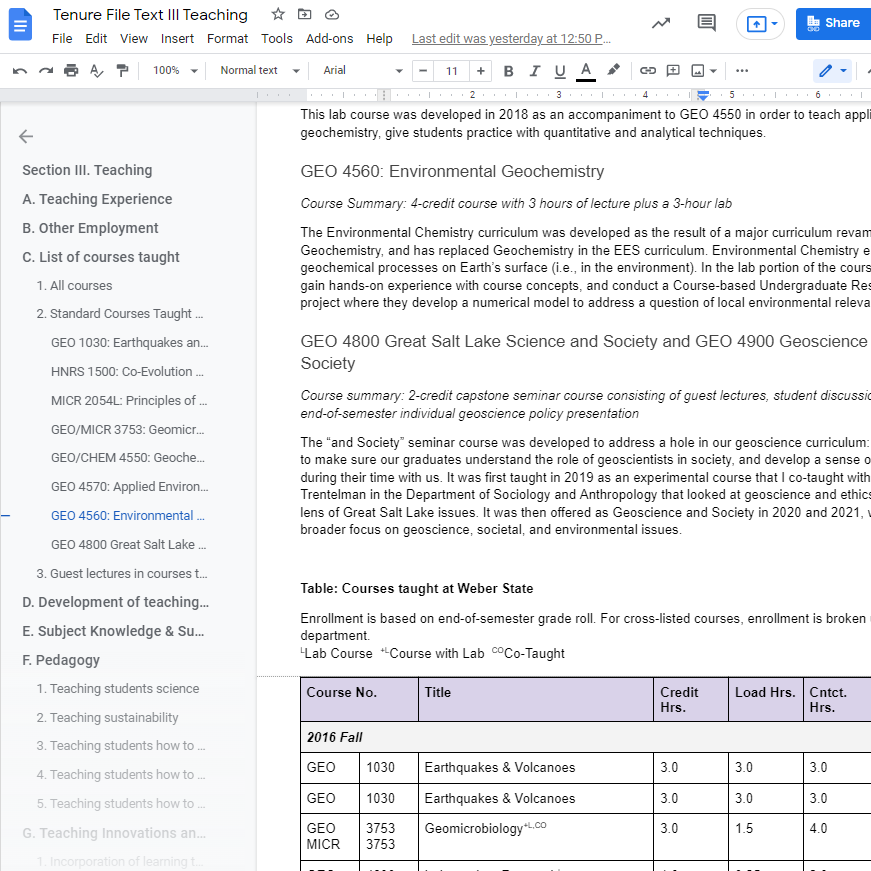 Tenure File Text III Teaching
File Edit View Insert Format Tools Add-ons Help Last edit was yesterday at 12:50 P…
Share
100% Normal text Arial 11 B I U A
2 3 4 5 6
Section III. Teaching
A. Teaching Experience
B. Other Employment
C. List of courses taught
1. All courses
2. Standard Courses Taught ...
GEO 1030: Earthquakes an...
HNRS 1500: Co-Evolution ...
MICR 2054L: Principles of ...
GEO/MICR 3753: Geomicr...
GEO/CHEM 4550: Geoche...
GEO 4570: Applied Environ...
GEO 4560: Environmental ...
GEO 4800 Great Salt Lake ...
3. Guest lectures in courses t...
D. Development of teaching...
E. Subject Knowledge & Su...
F. Pedagogy
1. Teaching students science
2. Teaching sustainability
3. Teaching students how to ...
4. Teaching students how to ...
5. Teaching students how to ...
G. Teaching Innovations an...
1. Incorporation of learning t...
This lab course was developed in 2018 as an accompaniment to GEO 4550 in order to teach appli
geochemistry, give students practice with quantitative and analytical techniques.
GEO 4560: Environmental Geochemistry
Course Summary: 4-credit course with 3 hours of lecture plus a 3-hour lab
The Environmental Chemistry curriculum was developed as the result of a major curriculum revam
Geochemistry, and has replaced Geochemistry in the EES curriculum. Environmental Chemistry e
geochemical processes on Earth's surface (i.e., in the environment). In the lab portion of the cours
gain hands-on experience with course concepts, and conduct a Course-based Undergraduate Res
project where they develop a numerical model to address a question of local environmental releva
GEO 4800 Great Salt Lake Science and Society and GEO 4900 Geoscience
Society
Course summary: 2-credit capstone seminar course consisting of guest lectures, student discussio
end-of-semester individual geoscience policy presentation
The “and Society” seminar course was developed to address a hole in our geoscience curriculum:
to make sure our graduates understand the role of geoscientists in society, and develop a sense o
during their time with us. It was first taught in 2019 as an experimental course that I co-taught with
Trentelman in the Department of Sociology and Anthropology that looked at geoscience and ethics
lens of Great Salt Lake issues. It was then offered as Geoscience and Society in 2020 and 2021, w
broader focus on geoscience, societal, and environmental issues.
Table: Courses taught at Weber State
Enrollment is based on end-of-semester grade roll. For cross-listed courses, enrollment is broken
department.
ᴸLab Course ⁺ᴸCourse with Lab ᶜᴼCo-Taught
Course No. Title Credit Hrs. Load Hrs. Cntct. Hrs.
2016 Fall
GEO 1030 Earthquakes & Volcanoes 3.0 3.0 3.0
GEO 1030 Earthquakes & Volcanoes 3.0 3.0 3.0
GEO 3753 Geomicrobiology⁺ᴸ,ᶜᴼ 3.0 1.5 4.0
MICR 3753